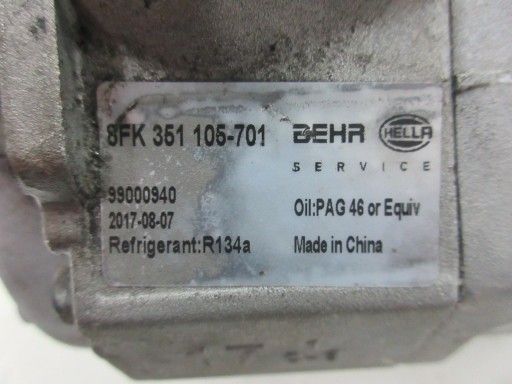 8FK 351 105-701 BEHR HELLA
SERVICE
99000940
2017-08-07 Oil:PAG 46 or Equiv
Refrigerant:R134a Made in China